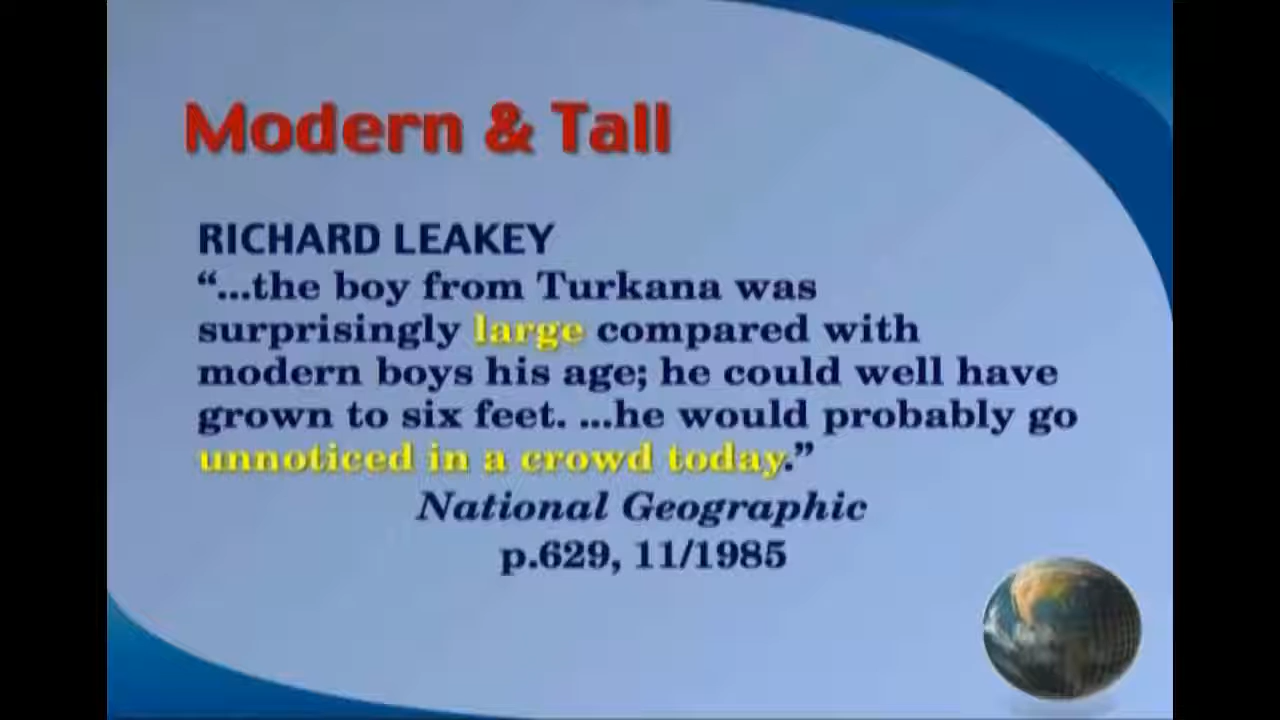 Modern & Tall
RICHARD LEAKEY
“...the boy from Turkana was
surprisingly large compared with
modern boys his age; he could well have
grown to six feet. ...he would probably go
unnoticed in a crowd today.”
National Geographic
p.629, 11/1985